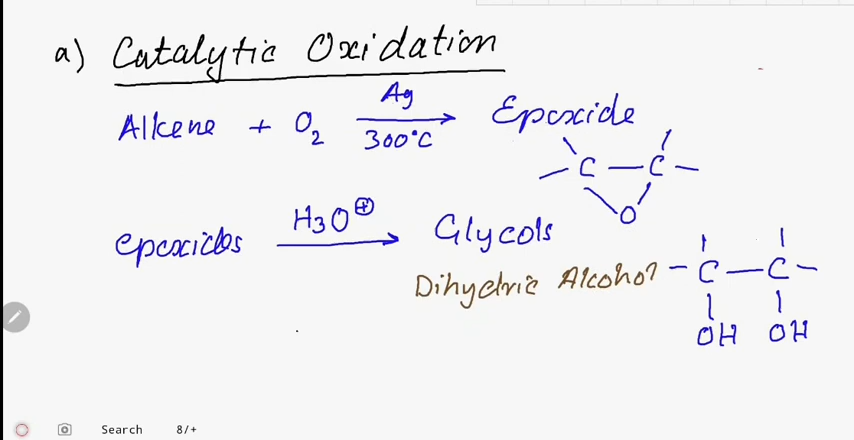 a) Catalytic Oxidation
Alkene + O2 Ag 300°C Epoxide
C — C
O
epoxides H3O⊕ Glycols
Dihydric Alcohol
C — C
OH OH
Search 8/+